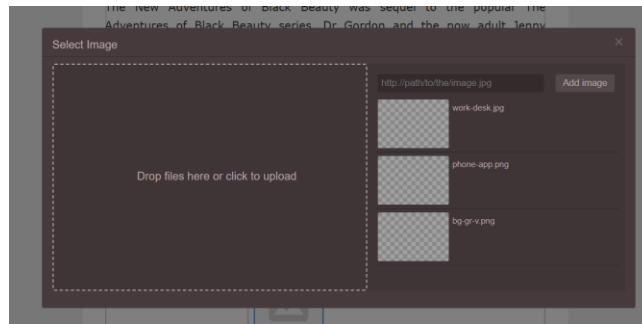 The New Adventures of Black Beauty was sequel to the popular The
Adventures of Black Beauty series. Dr Gordon and the now adult Jenny
Select Image
×
Drop files here or click to upload
http://path/to/the/image.jpg
Add image
work-desk.jpg
phone-app.png
bg-gr-v.png